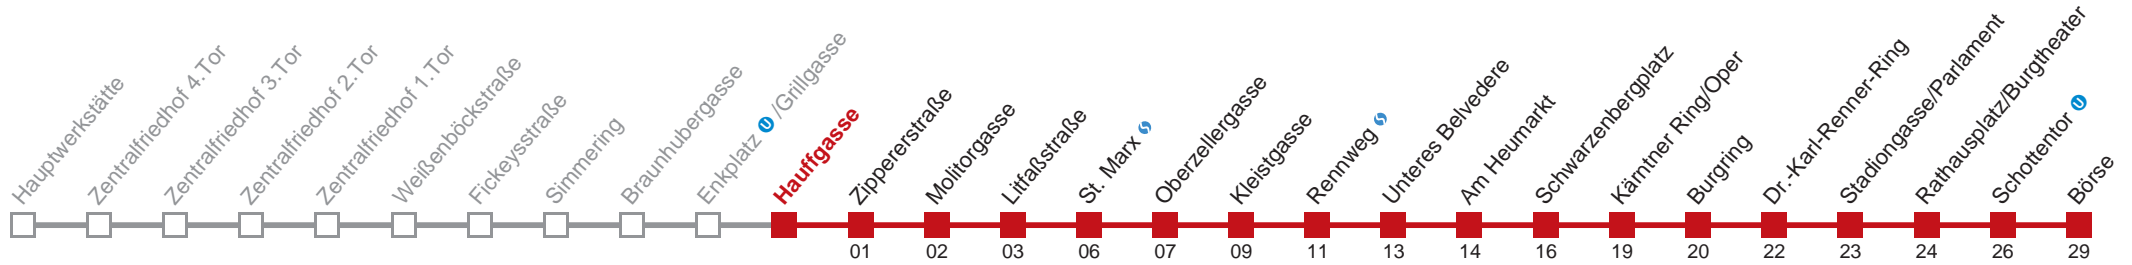 Hauptwerkstätte
Zentralfriedhof 4.Tor
Zentralfriedhof 3.Tor
Zentralfriedhof 2.Tor
Zentralfriedhof 1.Tor
Weißenböckstraße
Fickeysstraße
Simmering
Braunhubergasse
Enkplatz U /Grillgasse
Hauffgasse
Zippererstraße
Molitorgasse
Litfaßstraße
St. Marx S
Oberzellergasse
Kleistgasse
Rennweg S
Unteres Belvedere
Am Heumarkt
Schwarzenbergplatz
Kärntner Ring/Oper
Burgring
Dr.-Karl-Renner-Ring
Stadiongasse/Parlament
Rathausplatz/Burgtheater
Schottentor U
Börse
01 02 03 06 07 09 11 13 14 16 19 20 22 23 24 26 29